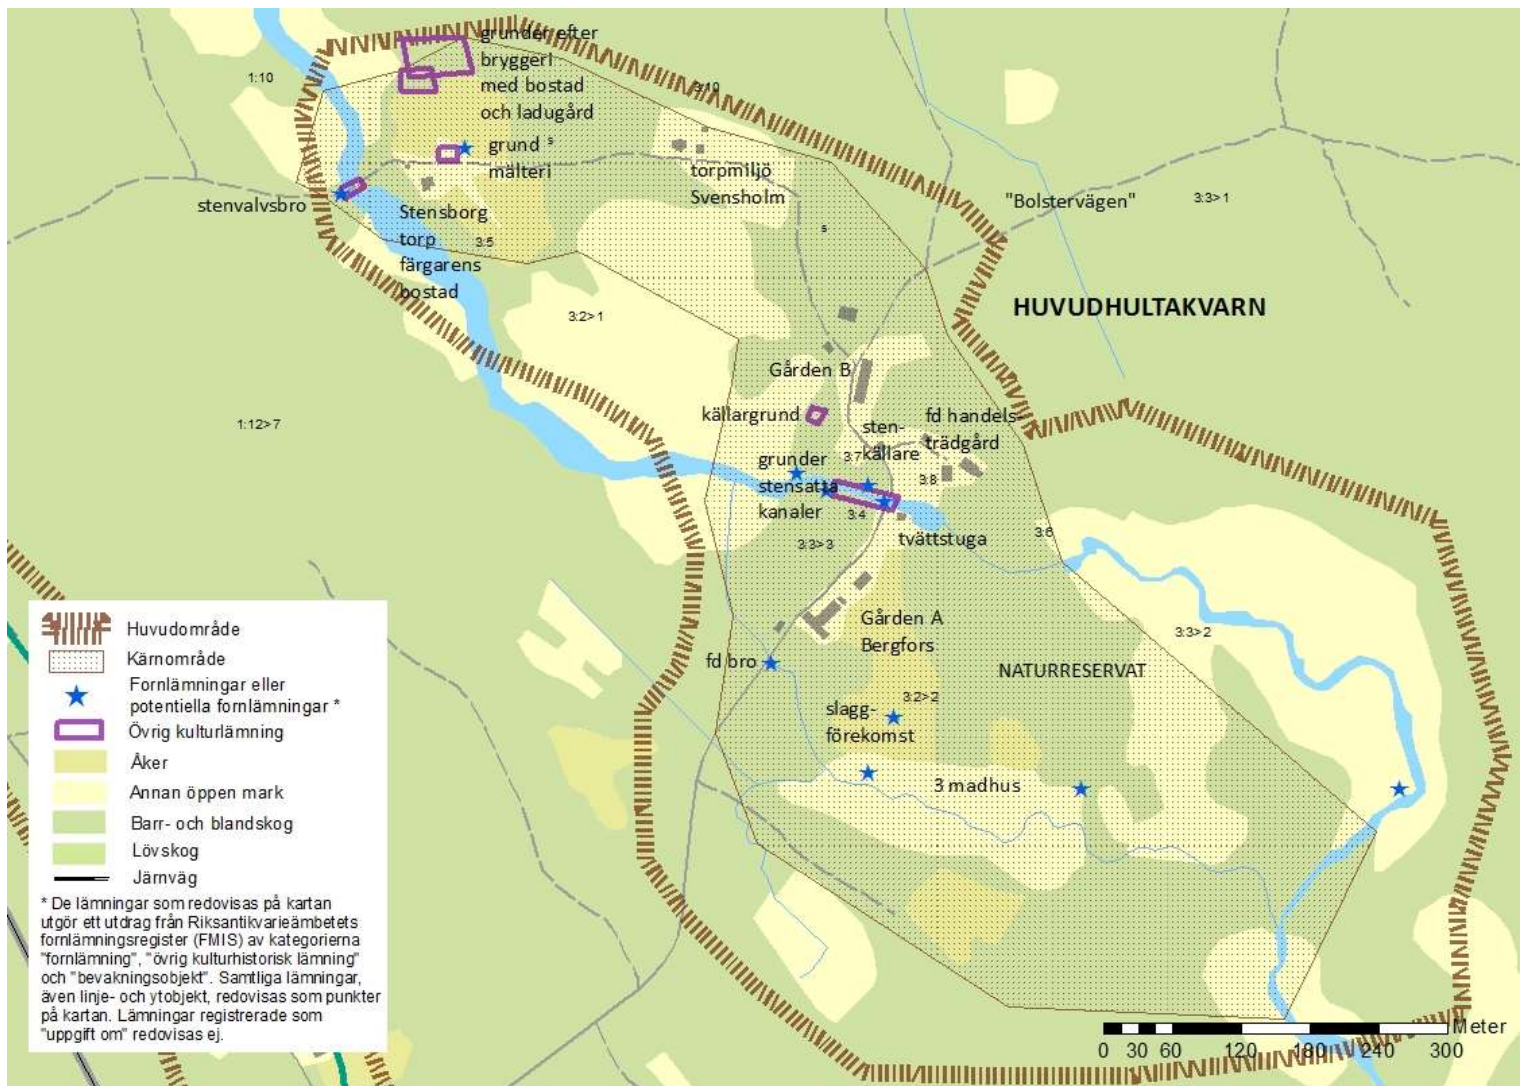 grunder efter
bryggeri
med bostad
och ladugård
1:10
3:10
grund s
mälteri
torpmiljö
Svensholm
stenvalvsbro
Stensborg
torp
färgarens
bostad
3:5
"Bolstervägen"
3:3>1
s
HUVUDHULTAKVARN
3:2>1
Gården B
källargrund
fd handels-
trädgård
sten-
källare
3:7
1:12>7
grunder
stensatta
kanaler
3:8
3:4
tvättstuga
3:6
3:3>3
Gården A
Bergfors
3:3>2
fd bro
NATURRESERVAT
3:2>2
slagg-
förekomst
3 madhus
Huvudområde
Kärnområde
Fornlämningar eller
potentiella fornlämningar *
Övrig kulturlämning
Åker
Annan öppen mark
Barr- och blandskog
Lövskog
Järnväg
* De lämningar som redovisas på kartan
utgör ett utdrag från Riksantikvarieämbetets
fornlämningsregister (FMIS) av kategorierna
"fornlämning", "övrig kulturhistorisk lämning"
och "bevakningsobjekt". Samtliga lämningar,
även linje- och ytobjekt, redovisas som punkter
på kartan. Lämningar registrerade som
"uppgift om" redovisas ej.
Meter
0 30 60 120 180 240 300